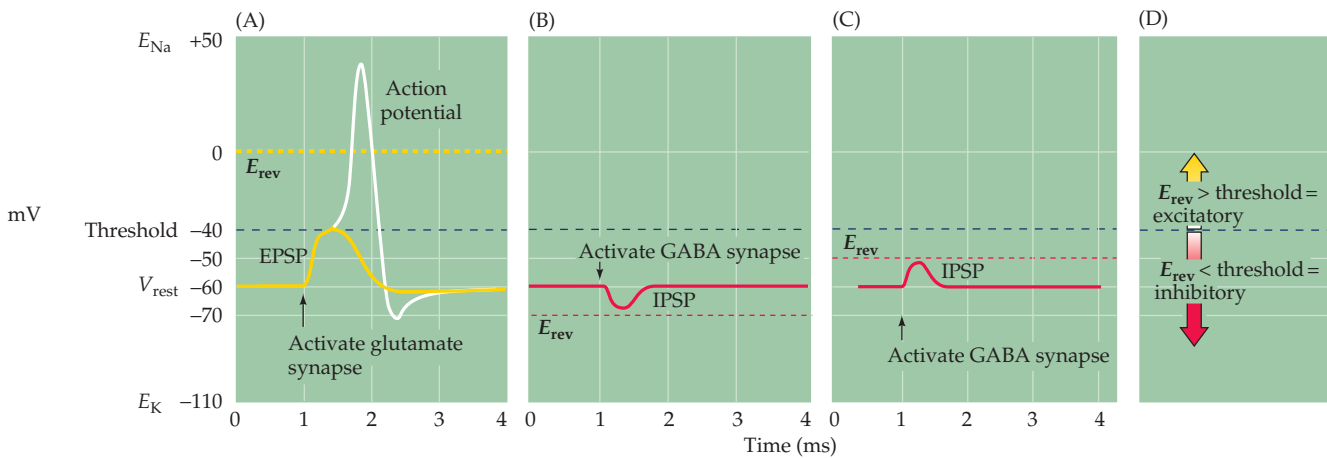 (A)
(B)
(C)
(D)
E_Na +50
0
mV
Threshold –40
–50
V_rest –60
–70
E_K –110
Action
potential
E_rev
EPSP
Activate glutamate
synapse
0 1 2 3 4
Activate GABA synapse
IPSP
E_rev
0 1 2 3 4
E_rev
IPSP
Activate GABA synapse
0 1 2 3 4
E_rev > threshold =
excitatory
E_rev < threshold =
inhibitory
Time (ms)